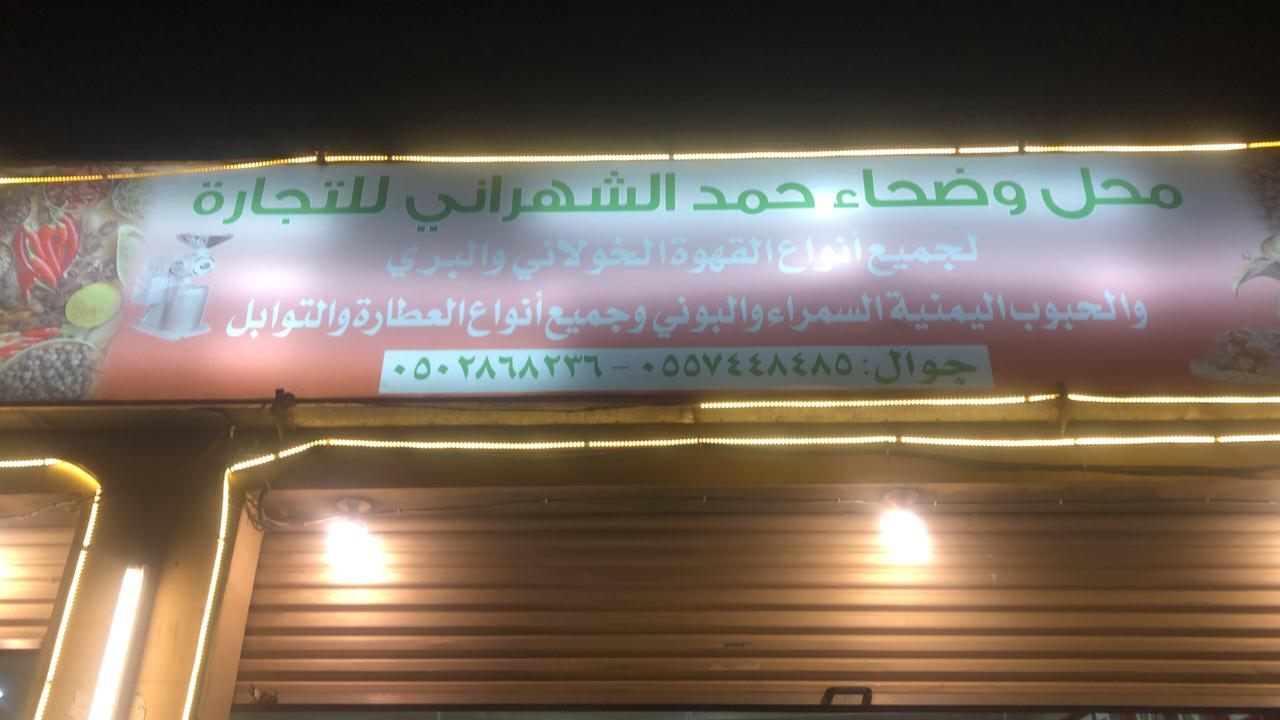 محل وضحاء حمد الشهراني للتجارة
لجميع أنواع القهوة الخولاني والبري
والحبوب اليمنية السمراء والبوني وجميع أنواع العطارة والتوابل
جوال: ٠٥٥٧٤٤٨٤٨٥ – ٠٥٠٢٨٦٨٢٣٦